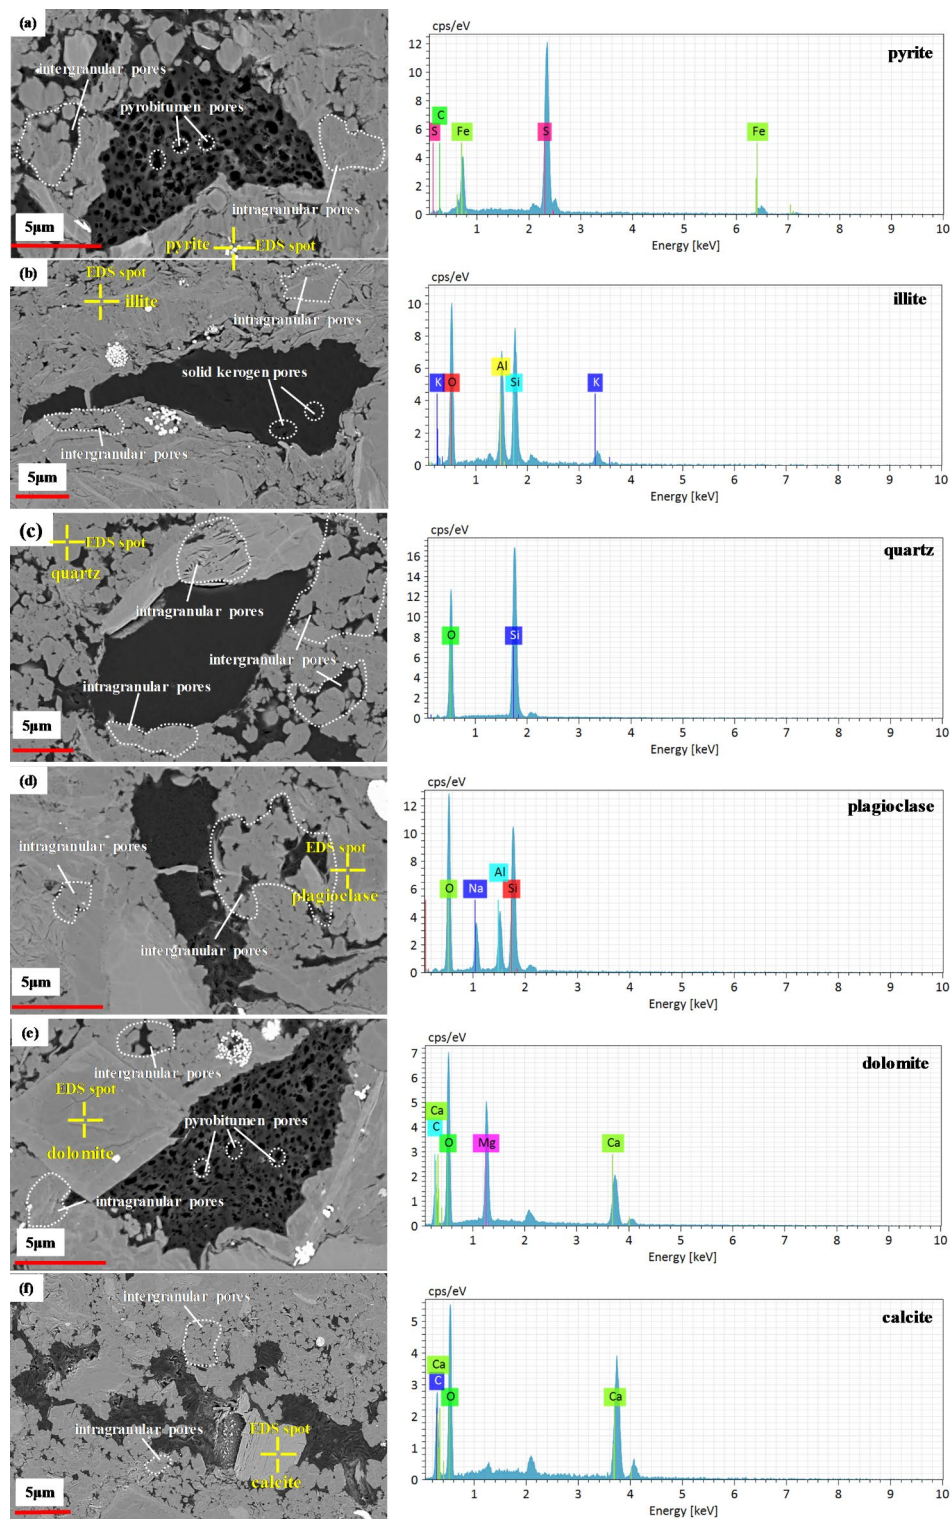 (a)
intergranular pores
pyrobitumen pores
intragranular pores
5μm
pyrite
EDS spot
cps/eV
pyrite
12
10
8
6
4
2
0
C
S
Fe
S
Fe
1 2 3 4 5 6 7 8 9 10
Energy [keV]
(b)
EDS spot
illite
intragranular pores
solid kerogen pores
intergranular pores
5μm
cps/eV
illite
10
8
6
4
2
0
K
O
Al
Si
K
1 2 3 4 5 6 7 8 9 10
Energy [keV]
(c)
EDS spot
quartz
intragranular pores
intergranular pores
intragranular pores
5μm
cps/eV
quartz
16
14
12
10
8
6
4
2
0
O
Si
1 2 3 4 5 6 7 8 9 10
Energy [keV]
(d)
intragranular pores
EDS spot
plagioclase
intergranular pores
5μm
cps/eV
plagioclase
12
10
8
6
4
2
0
O
Na
Al
Si
1 2 3 4 5 6 7 8 9 10
Energy [keV]
(e)
intergranular pores
EDS spot
pyrobitumen pores
dolomite
intragranular pores
5μm
cps/eV
dolomite
7
6
5
4
3
2
1
0
Ca
C
O
Mg
Ca
1 2 3 4 5 6 7 8 9 10
Energy [keV]
(f)
intergranular pores
intragranular pores
EDS spot
calcite
5μm
cps/eV
calcite
5
4
3
2
1
0
Ca
C
O
Ca
1 2 3 4 5 6 7 8 9 10
Energy [keV]